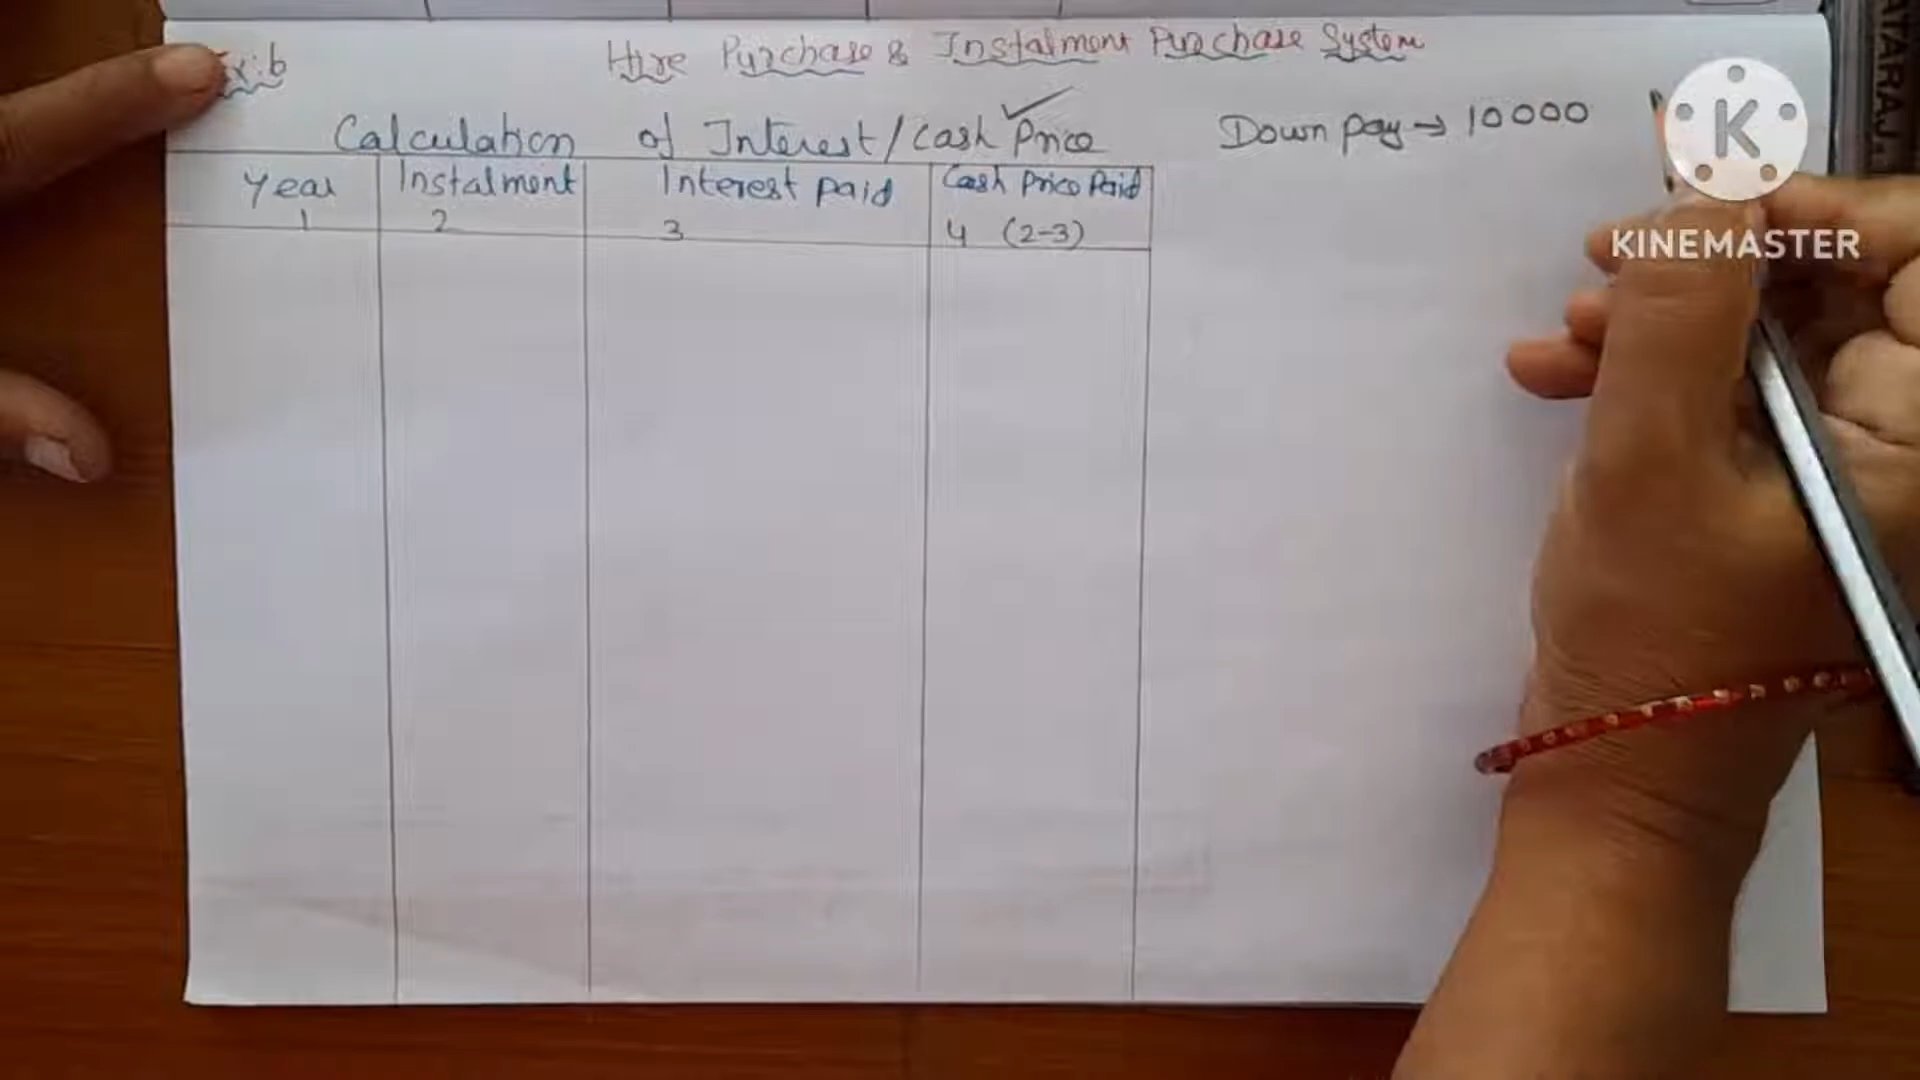 Ex:6
Hire Purchase & Instalment Purchase System
Calculation of Interest/Cash Price
Down pay → 10000
Year Instalment Interest paid Cash Price Paid
1 2 3 4 (2-3)
K
KINEMASTER
ATARAJ